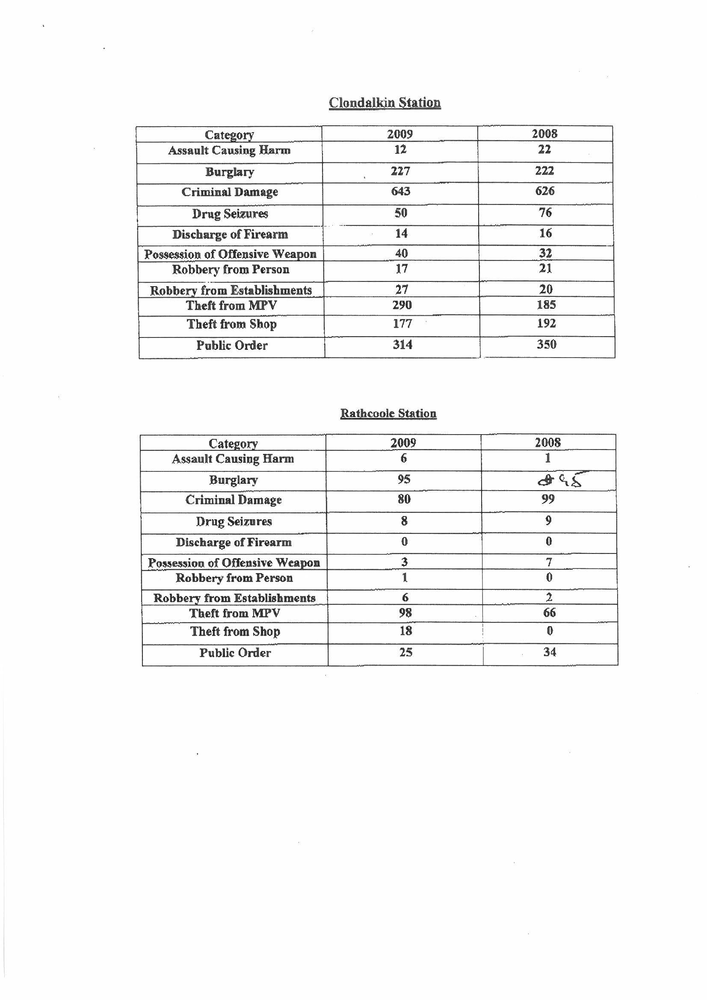 Clondalkin Station
Category 2009 2008
Assault Causing Harm 12 22
Burglary 227 222
Criminal Damage 643 626
Drug Seizures 50 76
Discharge of Firearm 14 16
Possession of Offensive Weapon 40 32
Robbery from Person 17 21
Robbery from Establishments 27 20
Theft from MPV 290 185
Theft from Shop 177 192
Public Order 314 350
Rathcoole Station
Category 2009 2008
Assault Causing Harm 6 1
Burglary 95
Criminal Damage 80 99
Drug Seizures 8 9
Discharge of Firearm 0 0
Possession of Offensive Weapon 3 7
Robbery from Person 1 0
Robbery from Establishments 6 2
Theft from MPV 98 66
Theft from Shop 18 0
Public Order 25 34